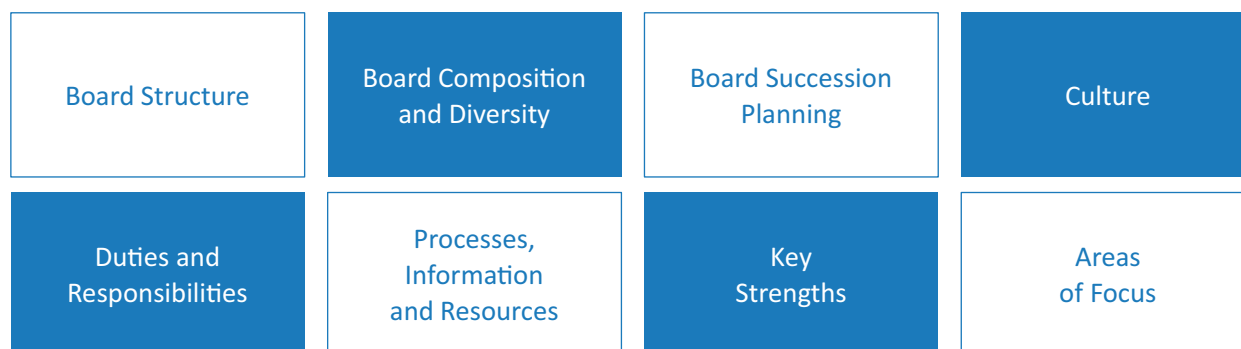 Board Structure
Board Composition
and Diversity
Board Succession
Planning
Culture
Duties and
Responsibilities
Processes,
Information
and Resources
Key
Strengths
Areas
of Focus